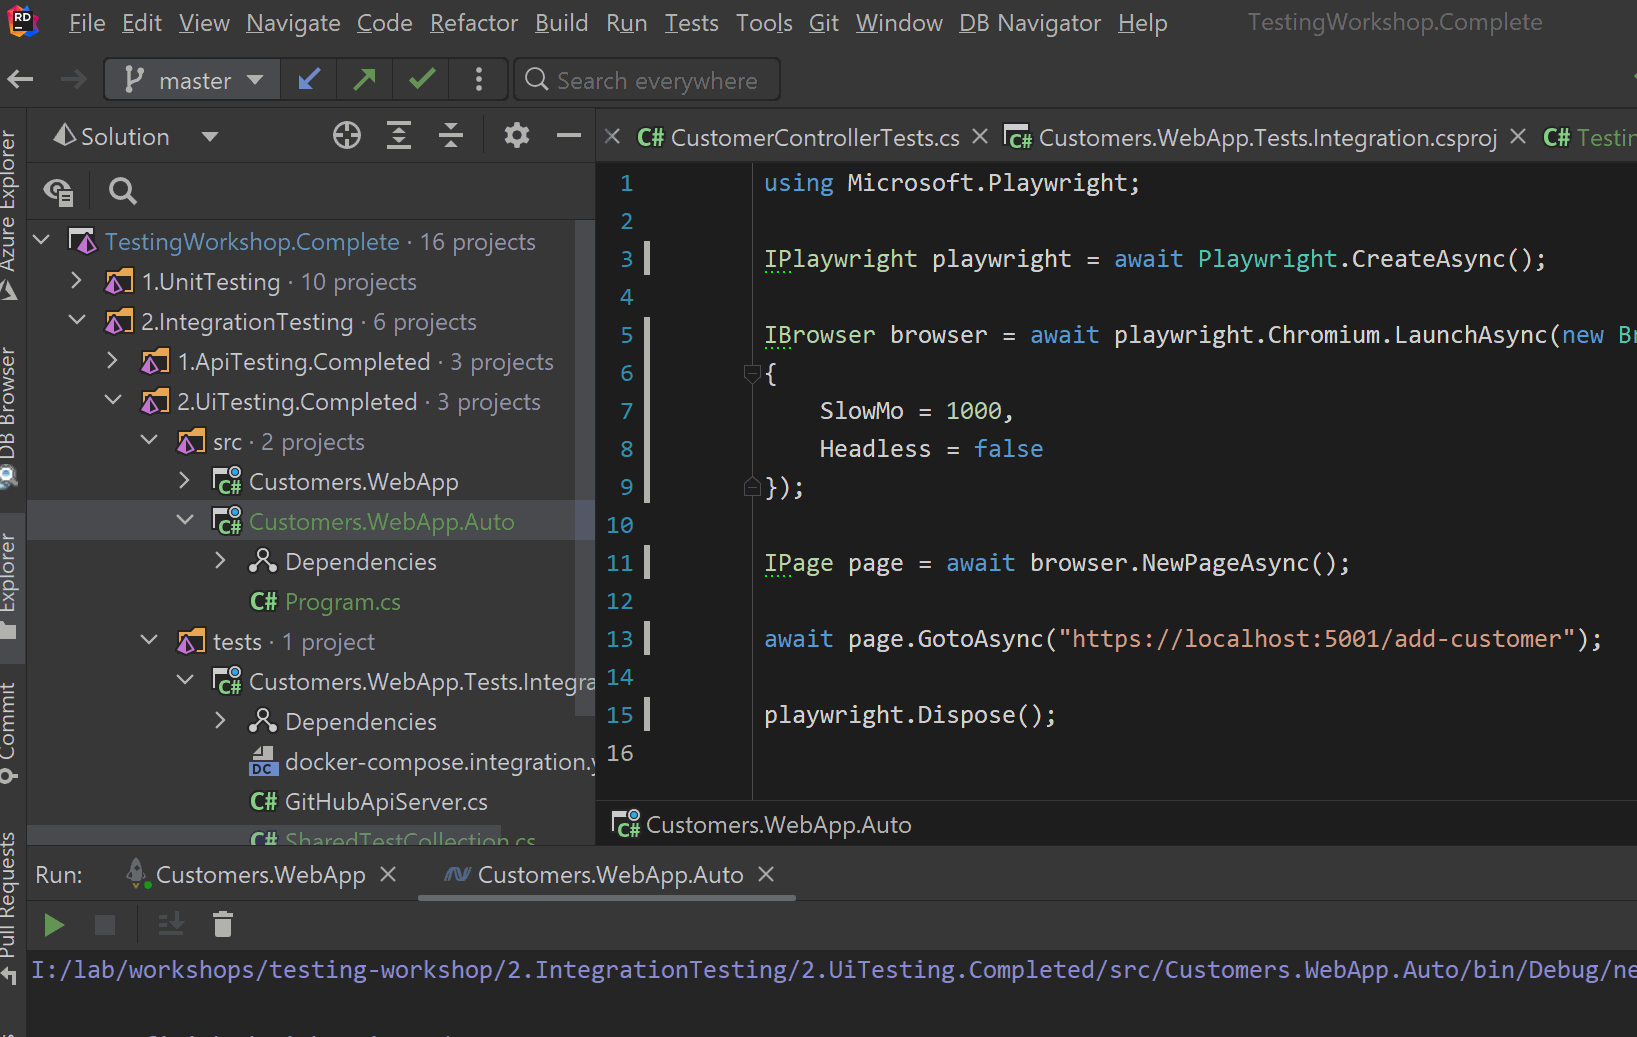 RD File Edit View Navigate Code Refactor Build Run Tests Tools Git Window DB Navigator Help TestingWorkshop.Complete
master Search everywhere
Azure Explorer
DB Browser
Explorer
Commit
Pull Requests
Solution
TestingWorkshop.Complete · 16 projects
1.UnitTesting · 10 projects
2.IntegrationTesting · 6 projects
1.ApiTesting.Completed · 3 projects
2.UiTesting.Completed · 3 projects
src · 2 projects
C# Customers.WebApp
C# Customers.WebApp.Auto
Dependencies
C# Program.cs
tests · 1 project
C# Customers.WebApp.Tests.Integra
Dependencies
DC docker-compose.integration.y
C# GitHubApiServer.cs
C# SharedTestCollection.cs
C# CustomerControllerTests.cs C# Customers.WebApp.Tests.Integration.csproj C# Testin
1 using Microsoft.Playwright;
2
3 IPlaywright playwright = await Playwright.CreateAsync();
4
5 IBrowser browser = await playwright.Chromium.LaunchAsync(new Br
6 {
7 SlowMo = 1000,
8 Headless = false
9 });
10
11 IPage page = await browser.NewPageAsync();
12
13 await page.GotoAsync("https://localhost:5001/add-customer");
14
15 playwright.Dispose();
16
C# Customers.WebApp.Auto
Run: Customers.WebApp Customers.WebApp.Auto
I:/lab/workshops/testing-workshop/2.IntegrationTesting/2.UiTesting.Completed/src/Customers.WebApp.Auto/bin/Debug/ne